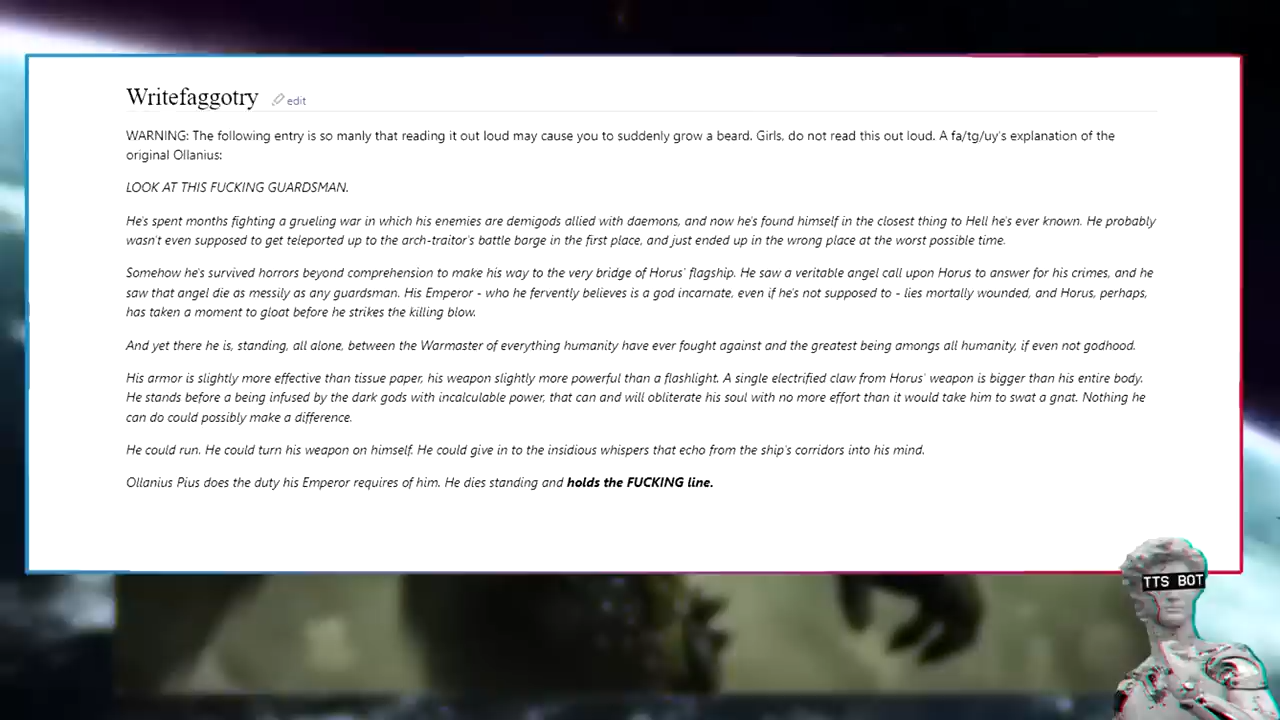 Writefaggotry edit
WARNING: The following entry is so manly that reading it out loud may cause you to suddenly grow a beard. Girls, do not read this out loud. A fa/tg/uy's explanation of the
original Ollanius:
LOOK AT THIS FUCKING GUARDSMAN.
He's spent months fighting a grueling war in which his enemies are demigods allied with daemons, and now he's found himself in the closest thing to Hell he's ever known. He probably
wasn't even supposed to get teleported up to the arch-traitor's battle barge in the first place, and just ended up in the wrong place at the worst possible time.
Somehow he's survived horrors beyond comprehension to make his way to the very bridge of Horus' flagship. He saw a veritable angel call upon Horus to answer for his crimes, and he
saw that angel die as messily as any guardsman. His Emperor - who he fervently believes is a god incarnate, even if he's not supposed to - lies mortally wounded, and Horus, perhaps,
has taken a moment to gloat before he strikes the killing blow.
And yet there he is, standing, all alone, between the Warmaster of everything humanity have ever fought against and the greatest being amongs all humanity, if even not godhood.
His armor is slightly more effective than tissue paper, his weapon slightly more powerful than a flashlight. A single electrified claw from Horus' weapon is bigger than his entire body.
He stands before a being infused by the dark gods with incalculable power, that can and will obliterate his soul with no more effort than it would take him to swat a gnat. Nothing he
can do could possibly make a difference.
He could run. He could turn his weapon on himself. He could give in to the insidious whispers that echo from the ship's corridors into his mind.
Ollanius Pius does the duty his Emperor requires of him. He dies standing and holds the FUCKING line.
TTS BOT